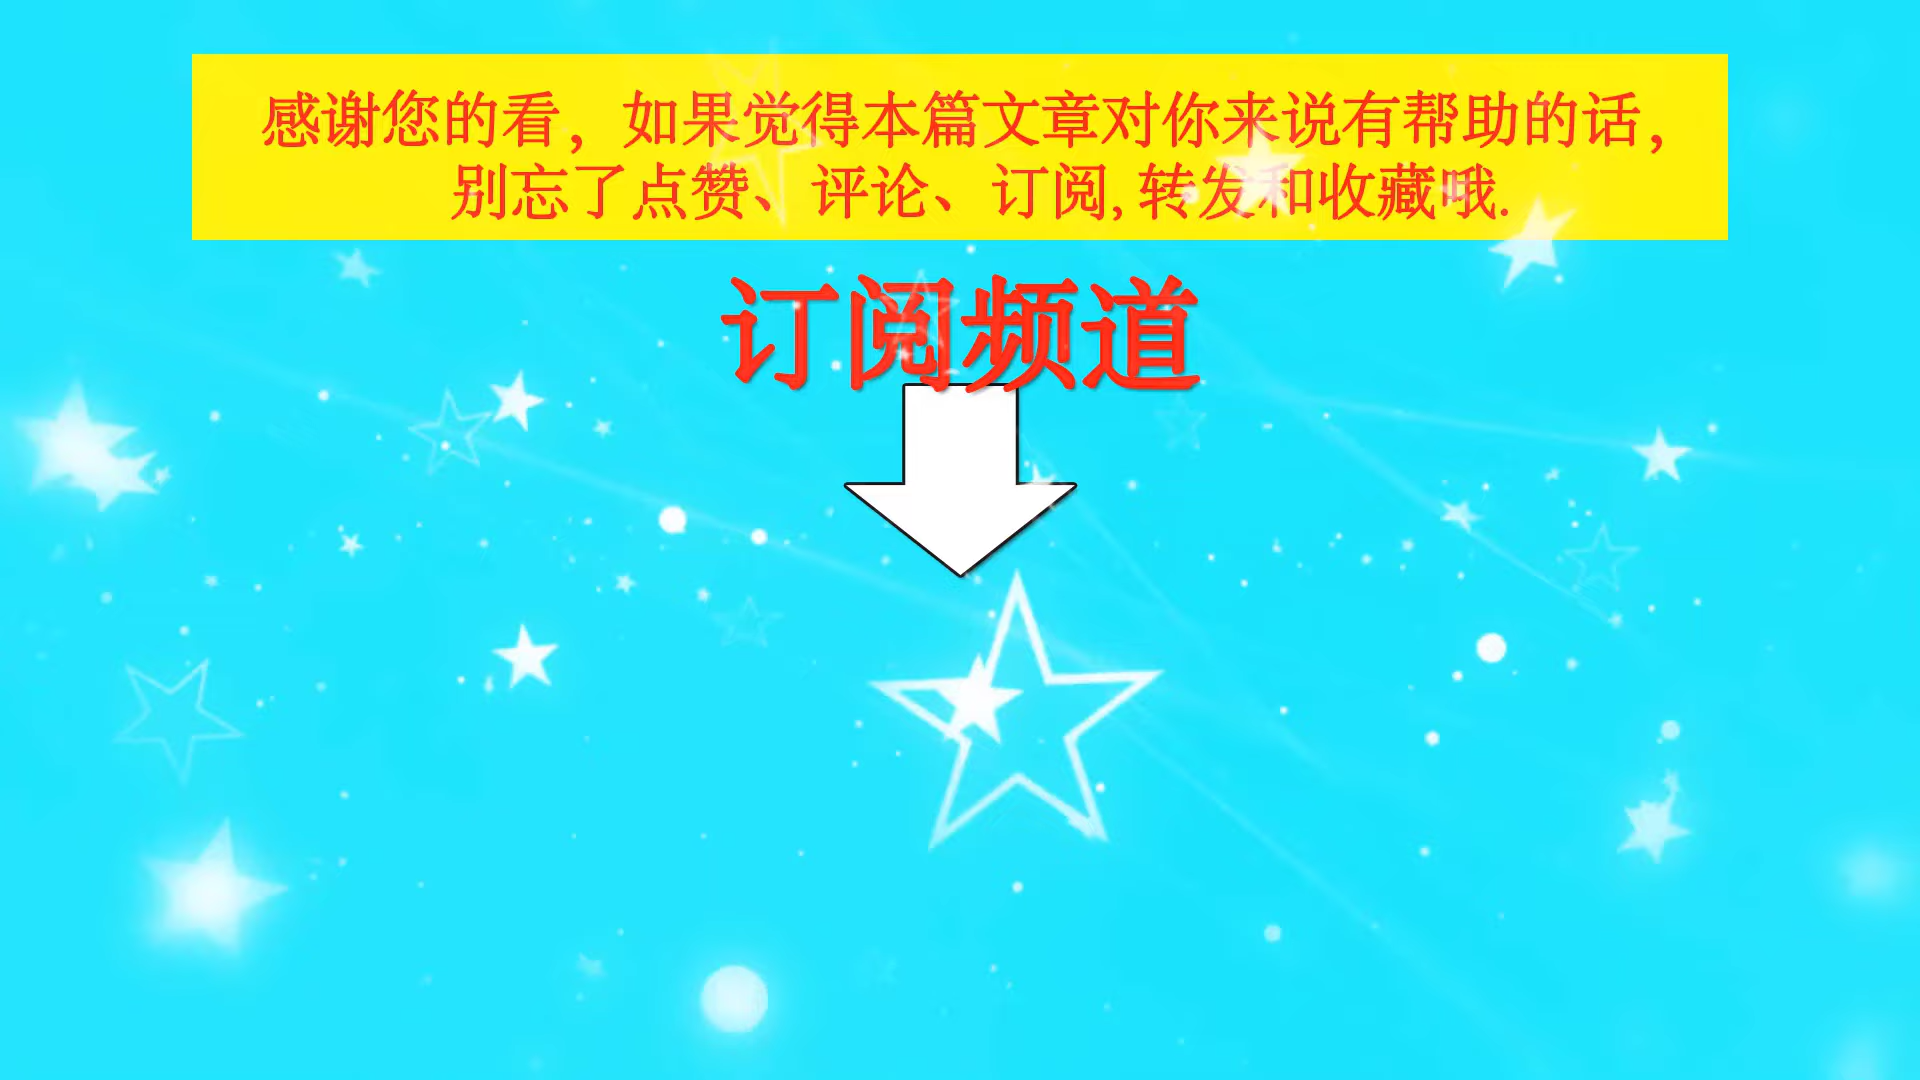 感谢您的看，如果觉得本篇文章对你来说有帮助的话，
别忘了点赞、评论、订阅,转发和收藏哦.
订阅频道